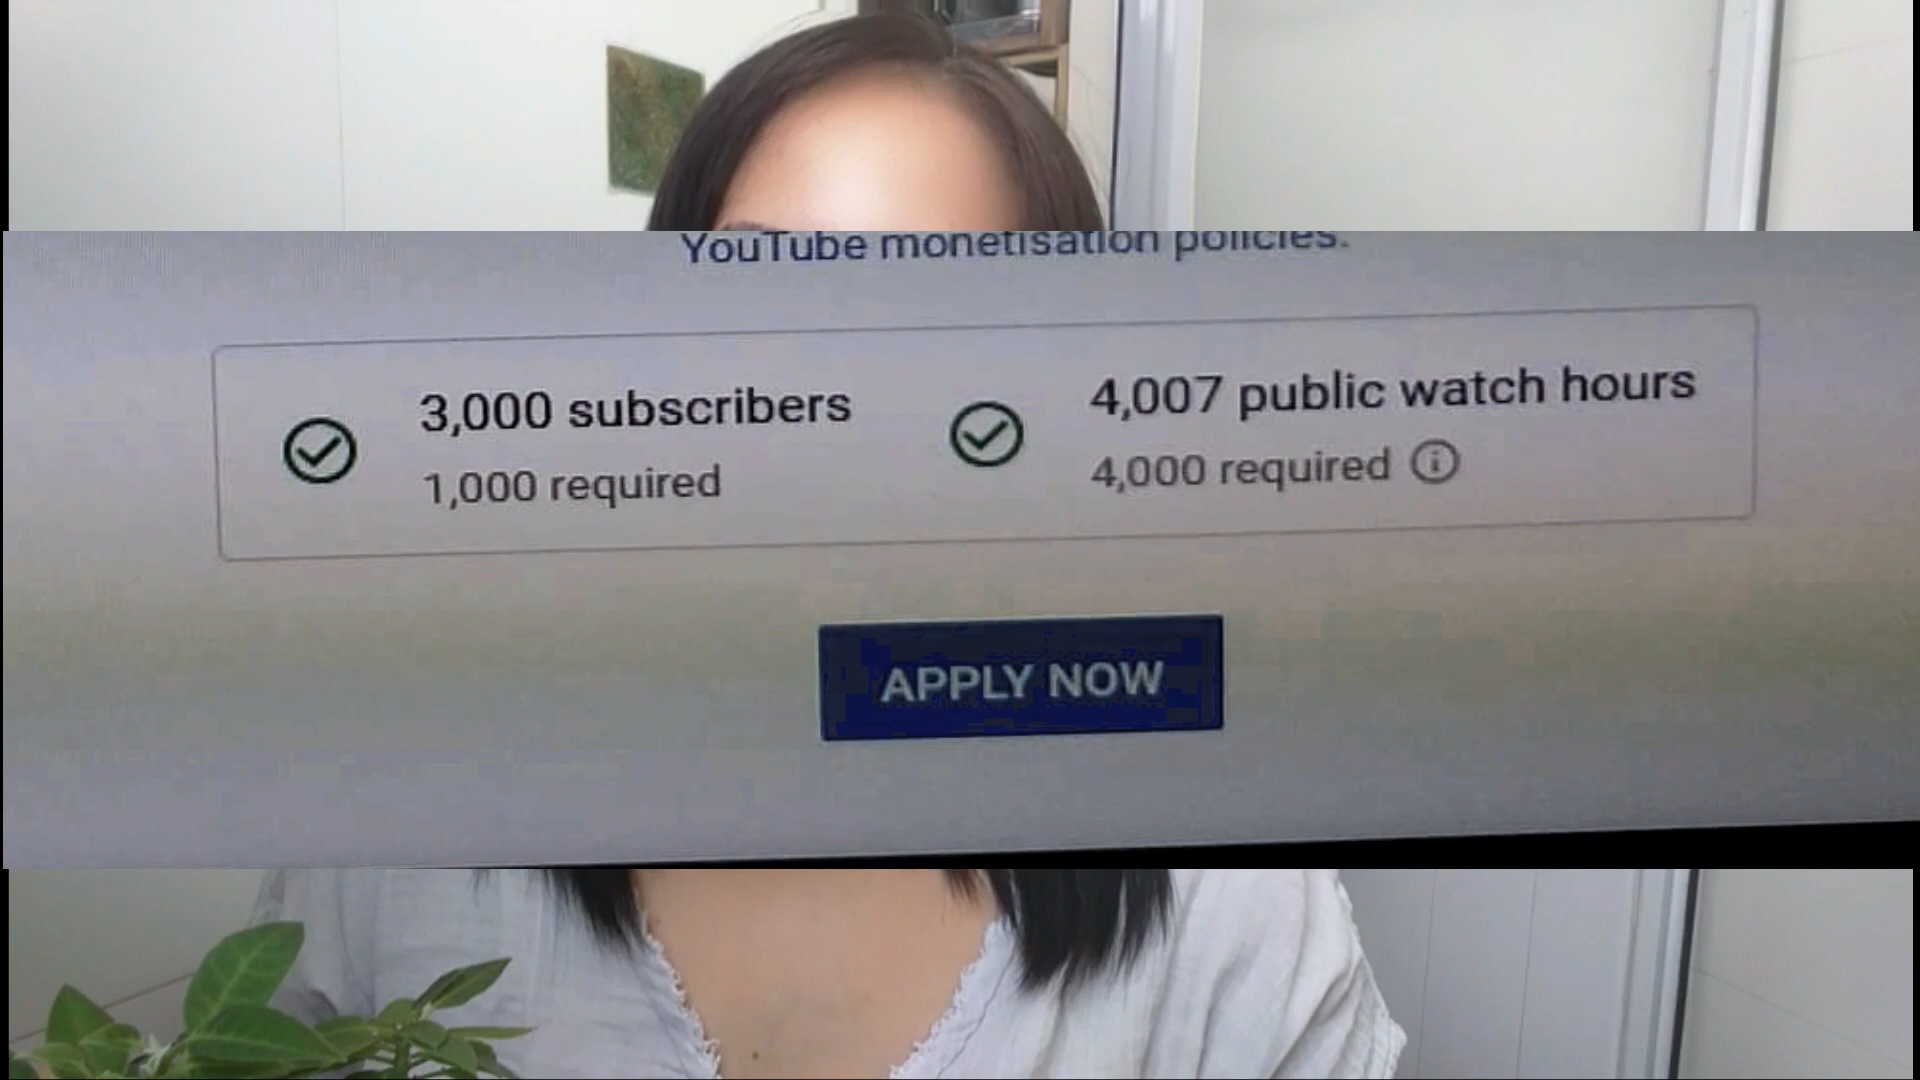 YouTube monetisation policies.
3,000 subscribers
1,000 required
4,007 public watch hours
4,000 required
APPLY NOW